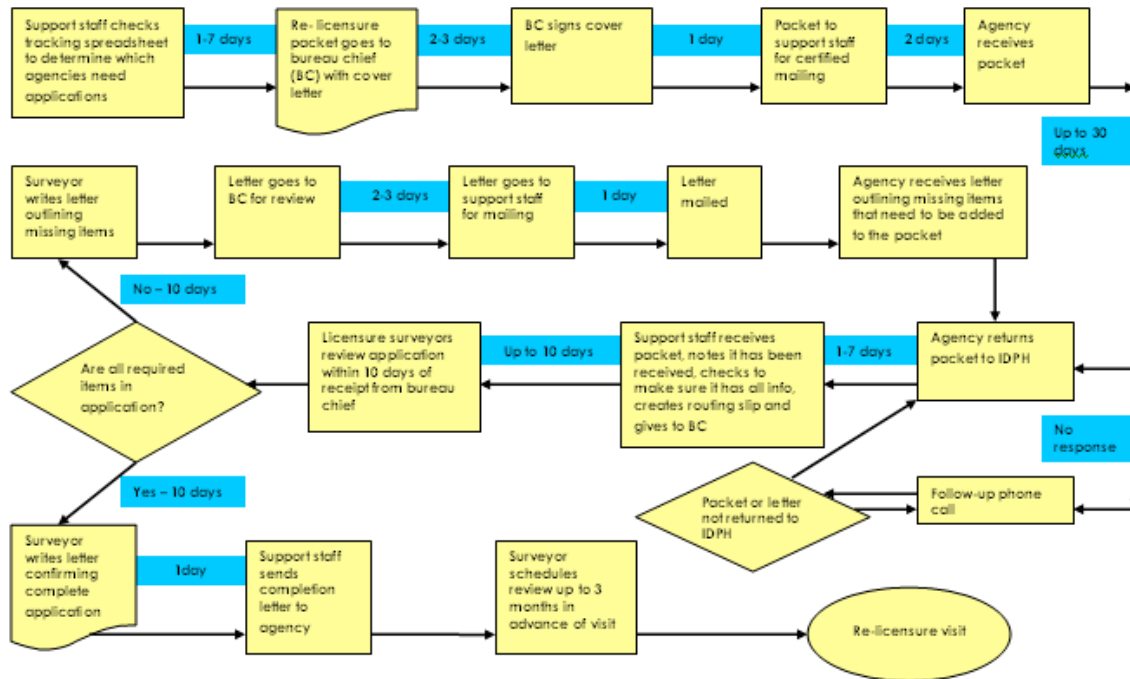 Support staff checks
tracking spreadsheet
to determine which
agencies need
applications
1-7 days
Re- licensure
packet goes to
bureau chief
(BC) with cover
letter
2-3 days
BC signs cover
letter
1 day
Packet to
support staff
for certified
mailing
2 days
Agency
receives
packet
Up to 30
days
Surveyor
writes letter
outlining
missing items
Letter goes to
BC for review
2-3 days
Letter goes to
support staff
for mailing
1 day
Letter
mailed
Agency receives letter
outlining missing items
that need to be added
to the packet
No – 10 days
Are all required
items in
application?
Licensure surveyors
review application
within 10 days of
receipt from bureau
chief
Up to 10 days
Support staff receives
packet, notes it has been
received, checks to
make sure it has all info,
creates routing slip and
gives to BC
1-7 days
Agency returns
packet to IDPH
No
response
Yes – 10 days
Packet or letter
not returned to
IDPH
Follow-up phone
call
Surveyor
writes letter
confirming
complete
application
1day
Support staff
sends
completion
letter to
agency
Surveyor
schedules
review up to 3
months in
advance of visit
Re-licensure visit